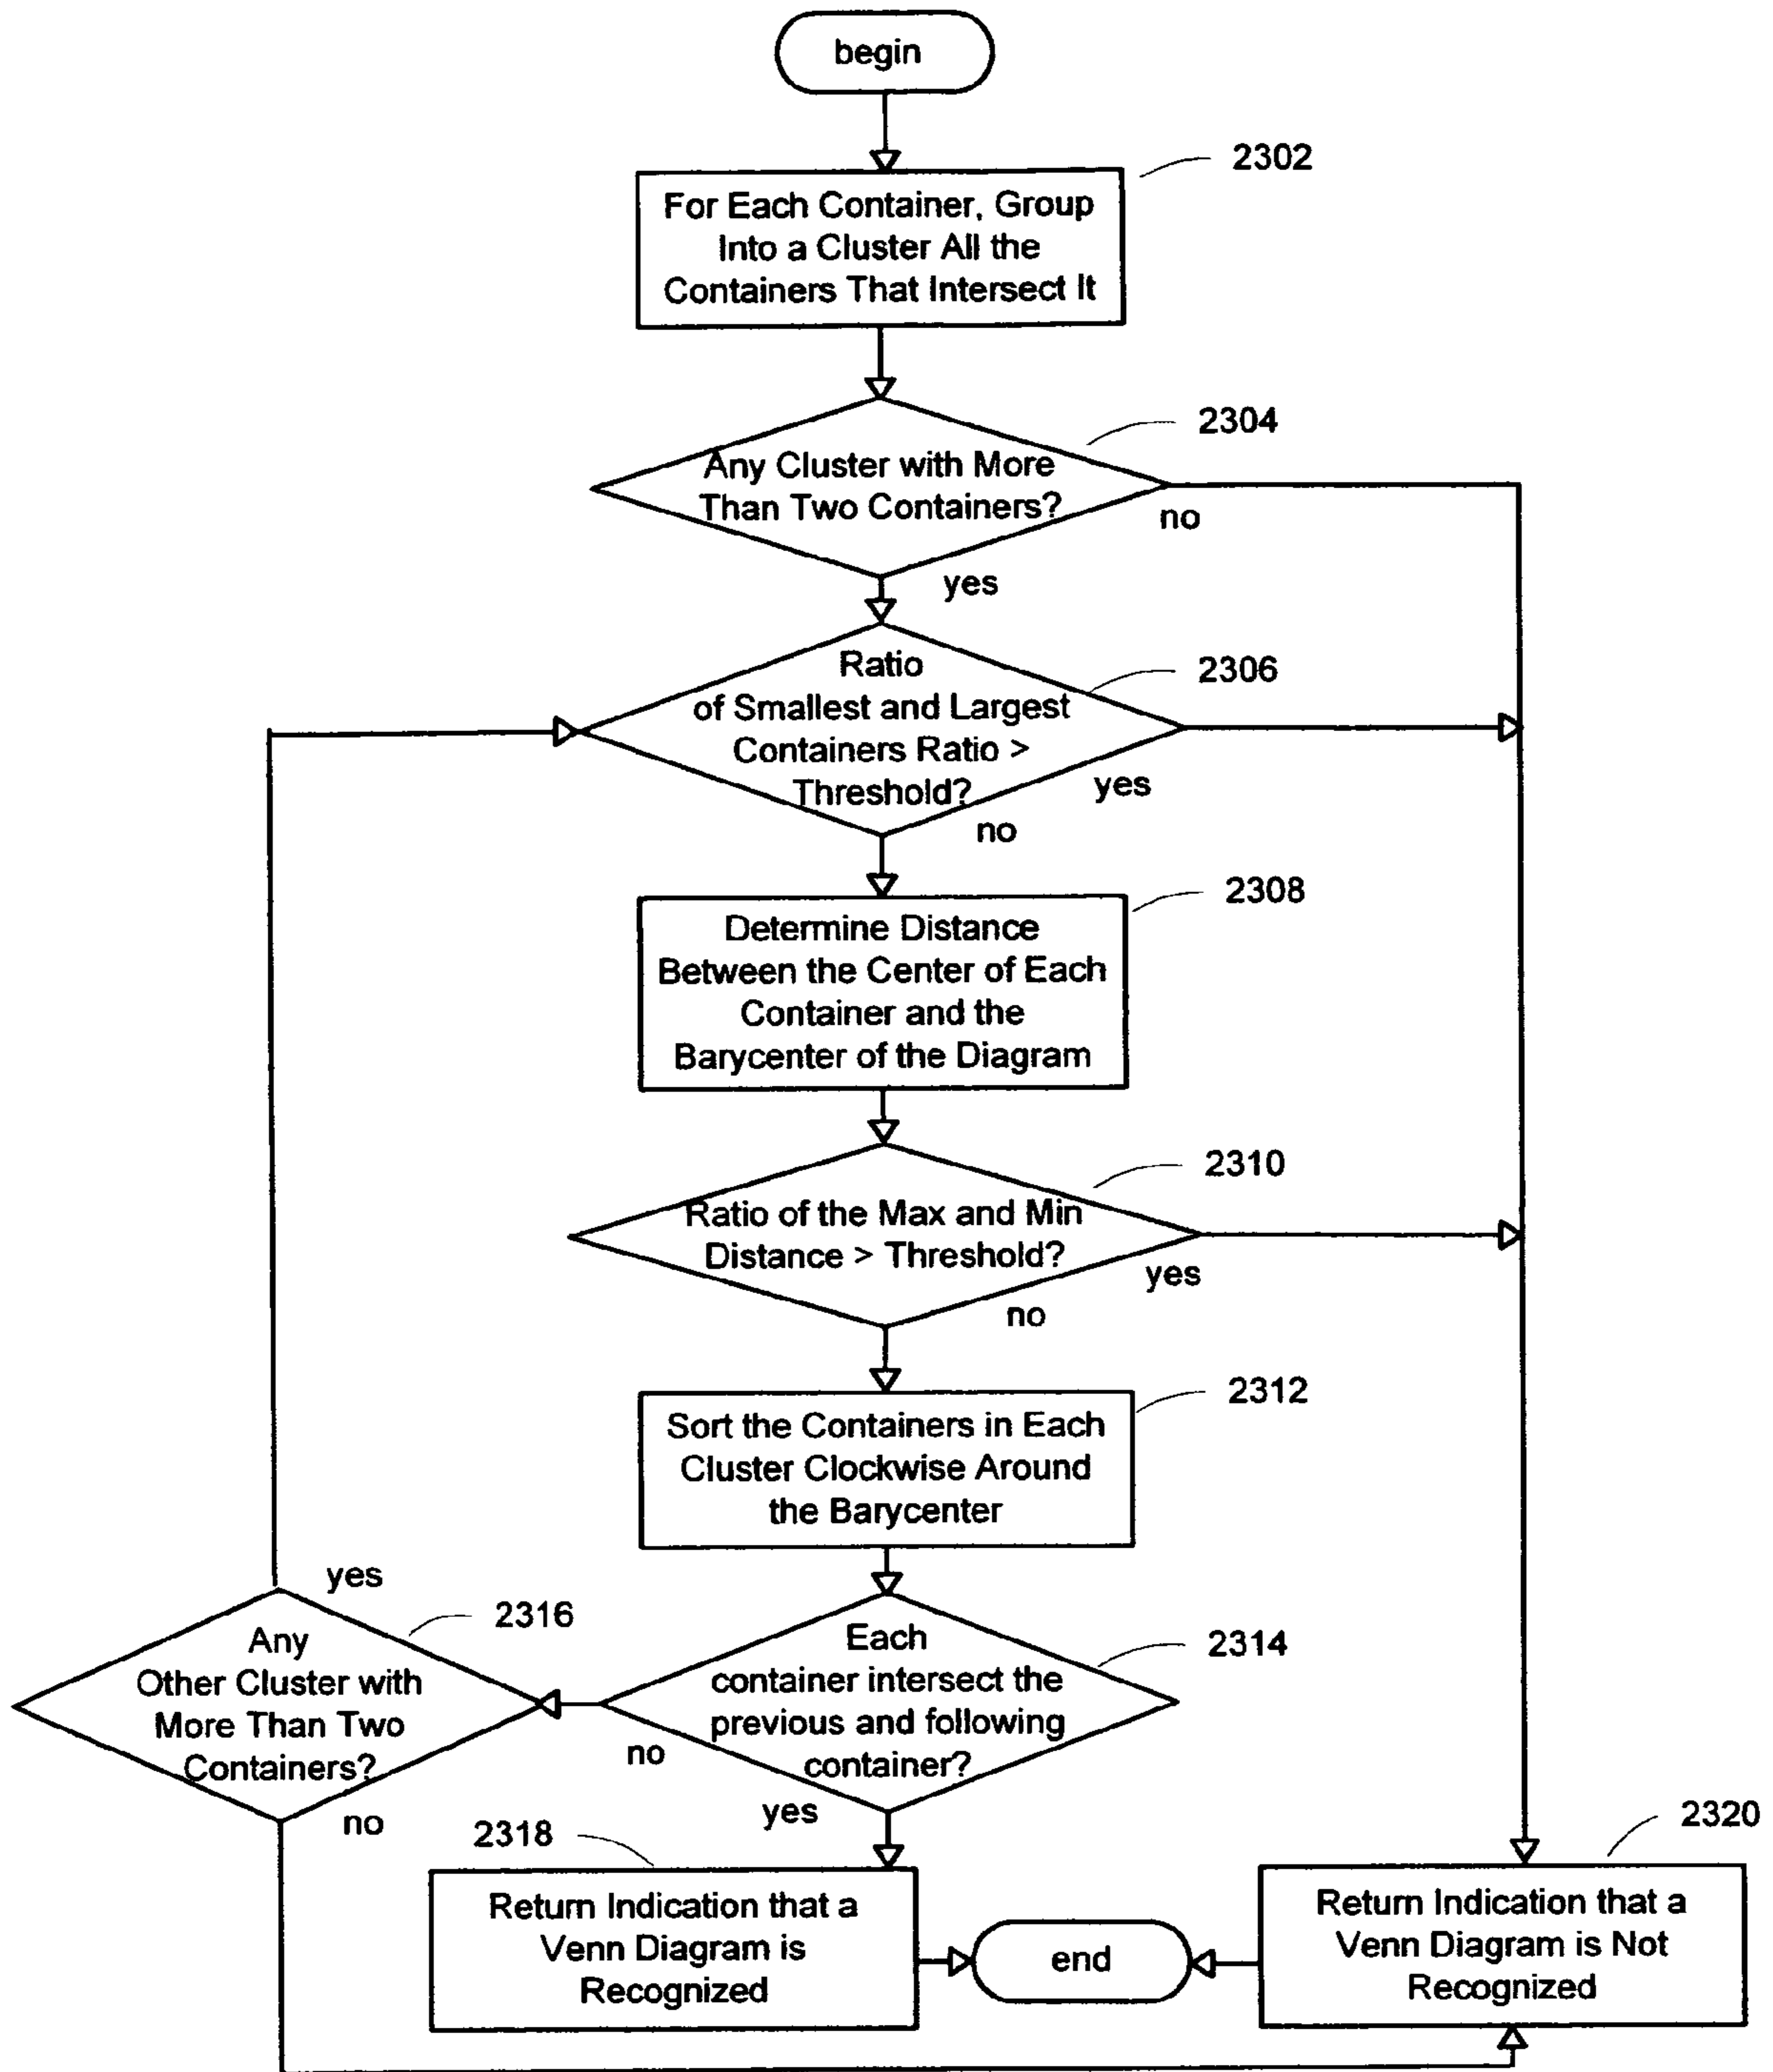 begin
2302
For Each Container, Group
Into a Cluster All the
Containers That Intersect It
2304
Any Cluster with More
Than Two Containers?
no
yes
2306
Ratio
of Smallest and Largest
Containers Ratio >
Threshold?
yes
no
2308
Determine Distance
Between the Center of Each
Container and the
Barycenter of the Diagram
2310
Ratio of the Max and Min
Distance > Threshold?
yes
no
2312
Sort the Containers in Each
Cluster Clockwise Around
the Barycenter
yes
2316
Any
Other Cluster with
More Than Two
Containers?
no
2314
Each
container intersect the
previous and following
container?
no
yes
2318
Return Indication that a
Venn Diagram is
Recognized
end
2320
Return Indication that a
Venn Diagram is Not
Recognized